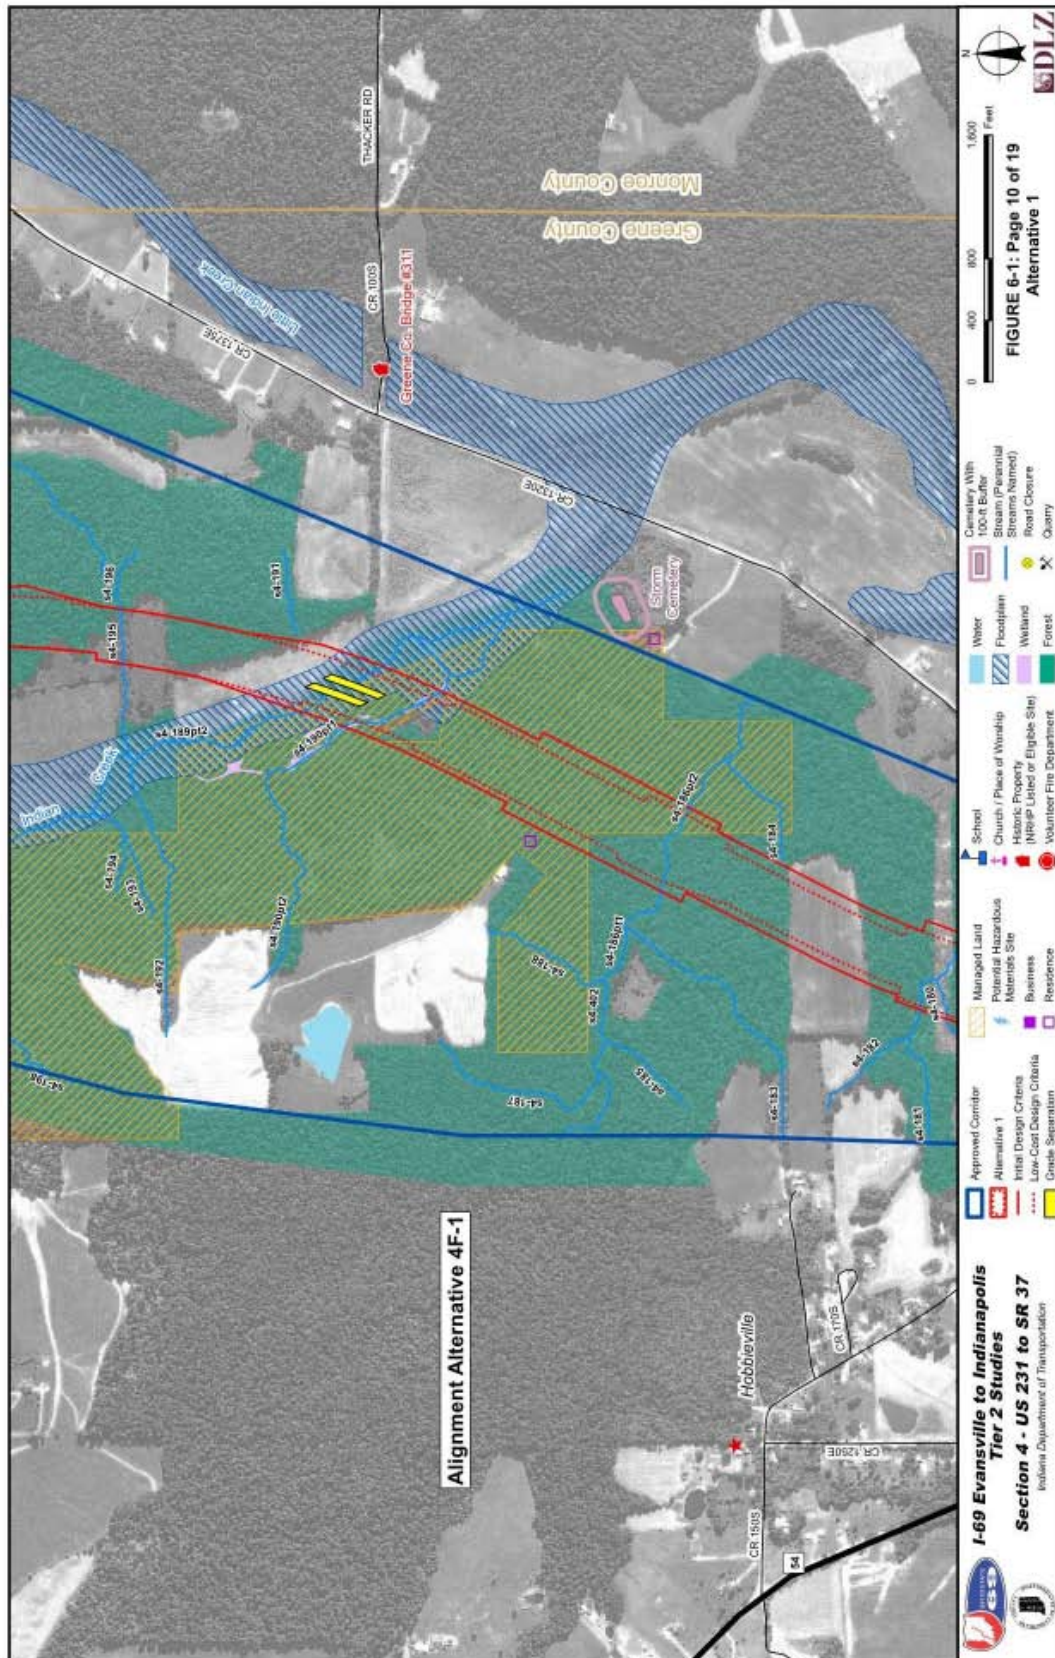 THACKER RD
Monroe County
Greene County
CR 100S
Greene Co. Bridge #311
Little Indian Creek
CR 1375E
CR 1320E
Storm
Cemetery
s4-196
s4-195
s4-191
s4-189pt2
s4-190pt1
Indian
Creek
s4-194
s4-193
s4-192
s4-190pt2
s4-198
s4-186pt2
s4-184
s4-188
s4-186pt1
s4-402
s4-187
s4-185
s4-183
s4-182
s4-180
s4-181
Alignment Alternative 4F-1
Hobbieville
CR 170S
CR 1250E
CR 150S
54
I-69 Evansville to Indianapolis
Tier 2 Studies
Section 4 - US 231 to SR 37
Indiana Department of Transportation
Approved Corridor
Alternative 1
Initial Design Criteria
Low-Cost Design Criteria
Grade Separation
Managed Land
Potential Hazardous
Materials Site
Business
Residence
School
Church / Place of Worship
Historic Property
(NRHP Listed or Eligible Site)
Volunteer Fire Department
Water
Floodplain
Wetland
Forest
Cemetery With
100-ft Buffer
Stream (Perennial
Streams Named)
Road Closure
Quarry
0 400 800 1,600
Feet
FIGURE 6-1: Page 10 of 19
Alternative 1
N
DLZ